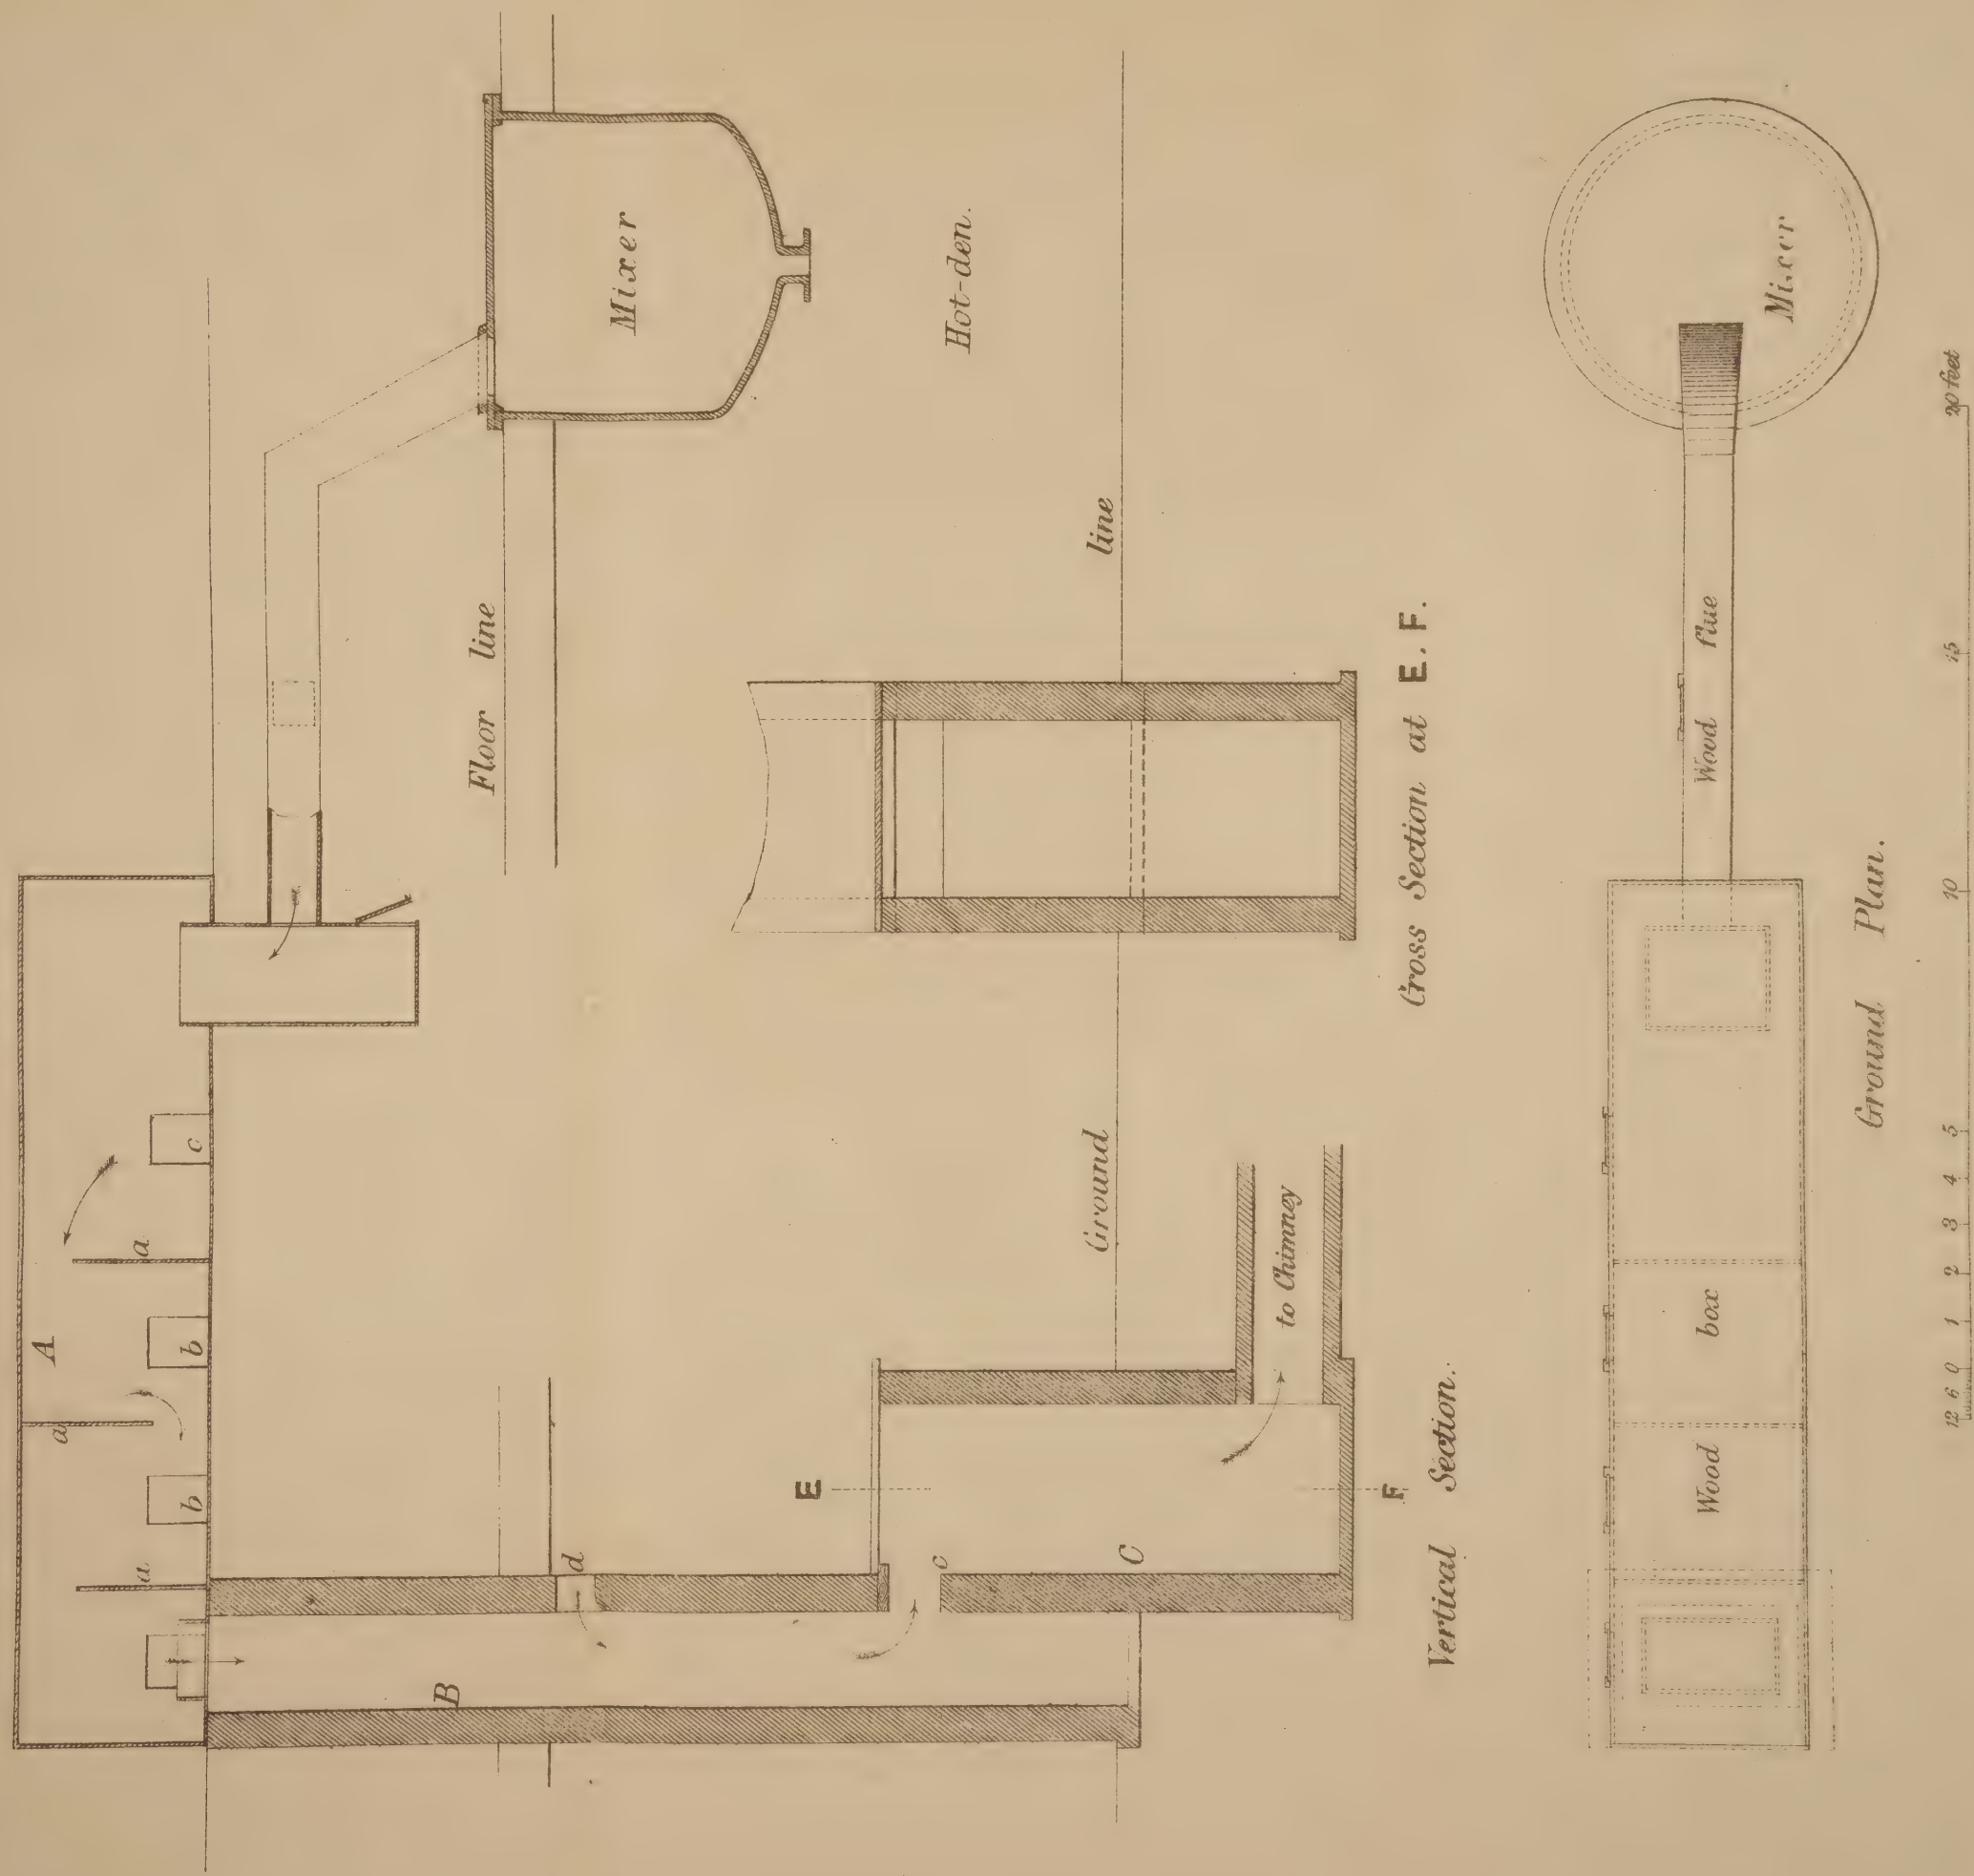 A
a
a
a
b
b
c
Mixer
Floor line
Hot-den.
B
d
E
c
C
F
Ground line
to Chimney
Cross Section at E. F.
Vertical Section.
Mixer
Wood flue
Wood box
Ground Plan.
12 6 0 1 2 3 4 5 10 15 20 feet